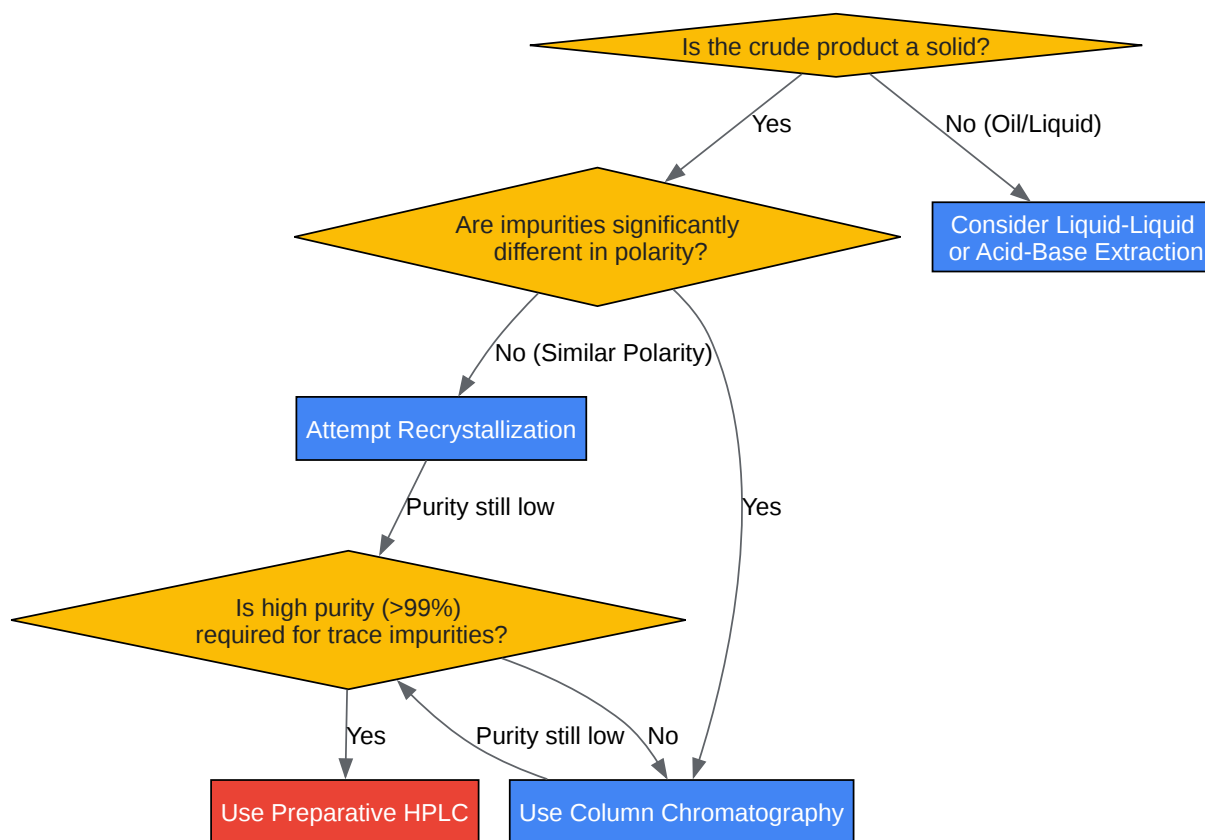 Is the crude product a solid?
Yes
No (Oil/Liquid)
Are impurities significantly
different in polarity?
Consider Liquid-Liquid
or Acid-Base Extraction
No (Similar Polarity)
Attempt Recrystallization
Purity still low
Yes
Is high purity (>99%)
required for trace impurities?
Yes
Purity still low
No
Use Preparative HPLC
Use Column Chromatography